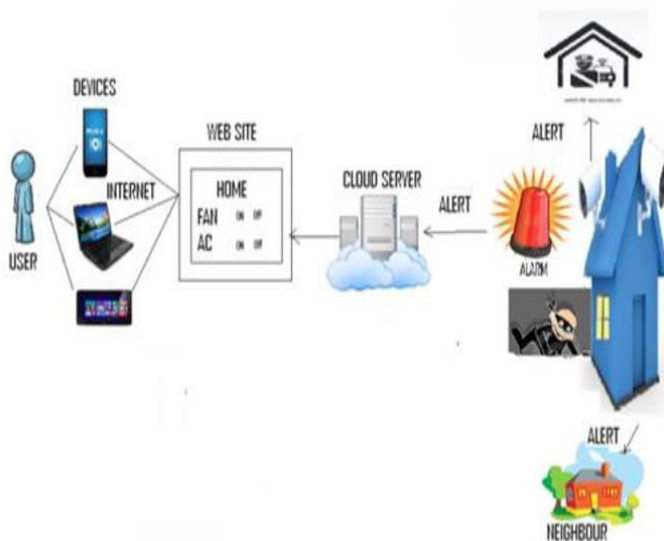 DEVICES
WEB SITE
INTERNET
HOME
FAN ON OFF
AC ON OFF
USER
CLOUD SERVER
ALERT
ALERT
ALARM
ALERT
NEIGHBOUR